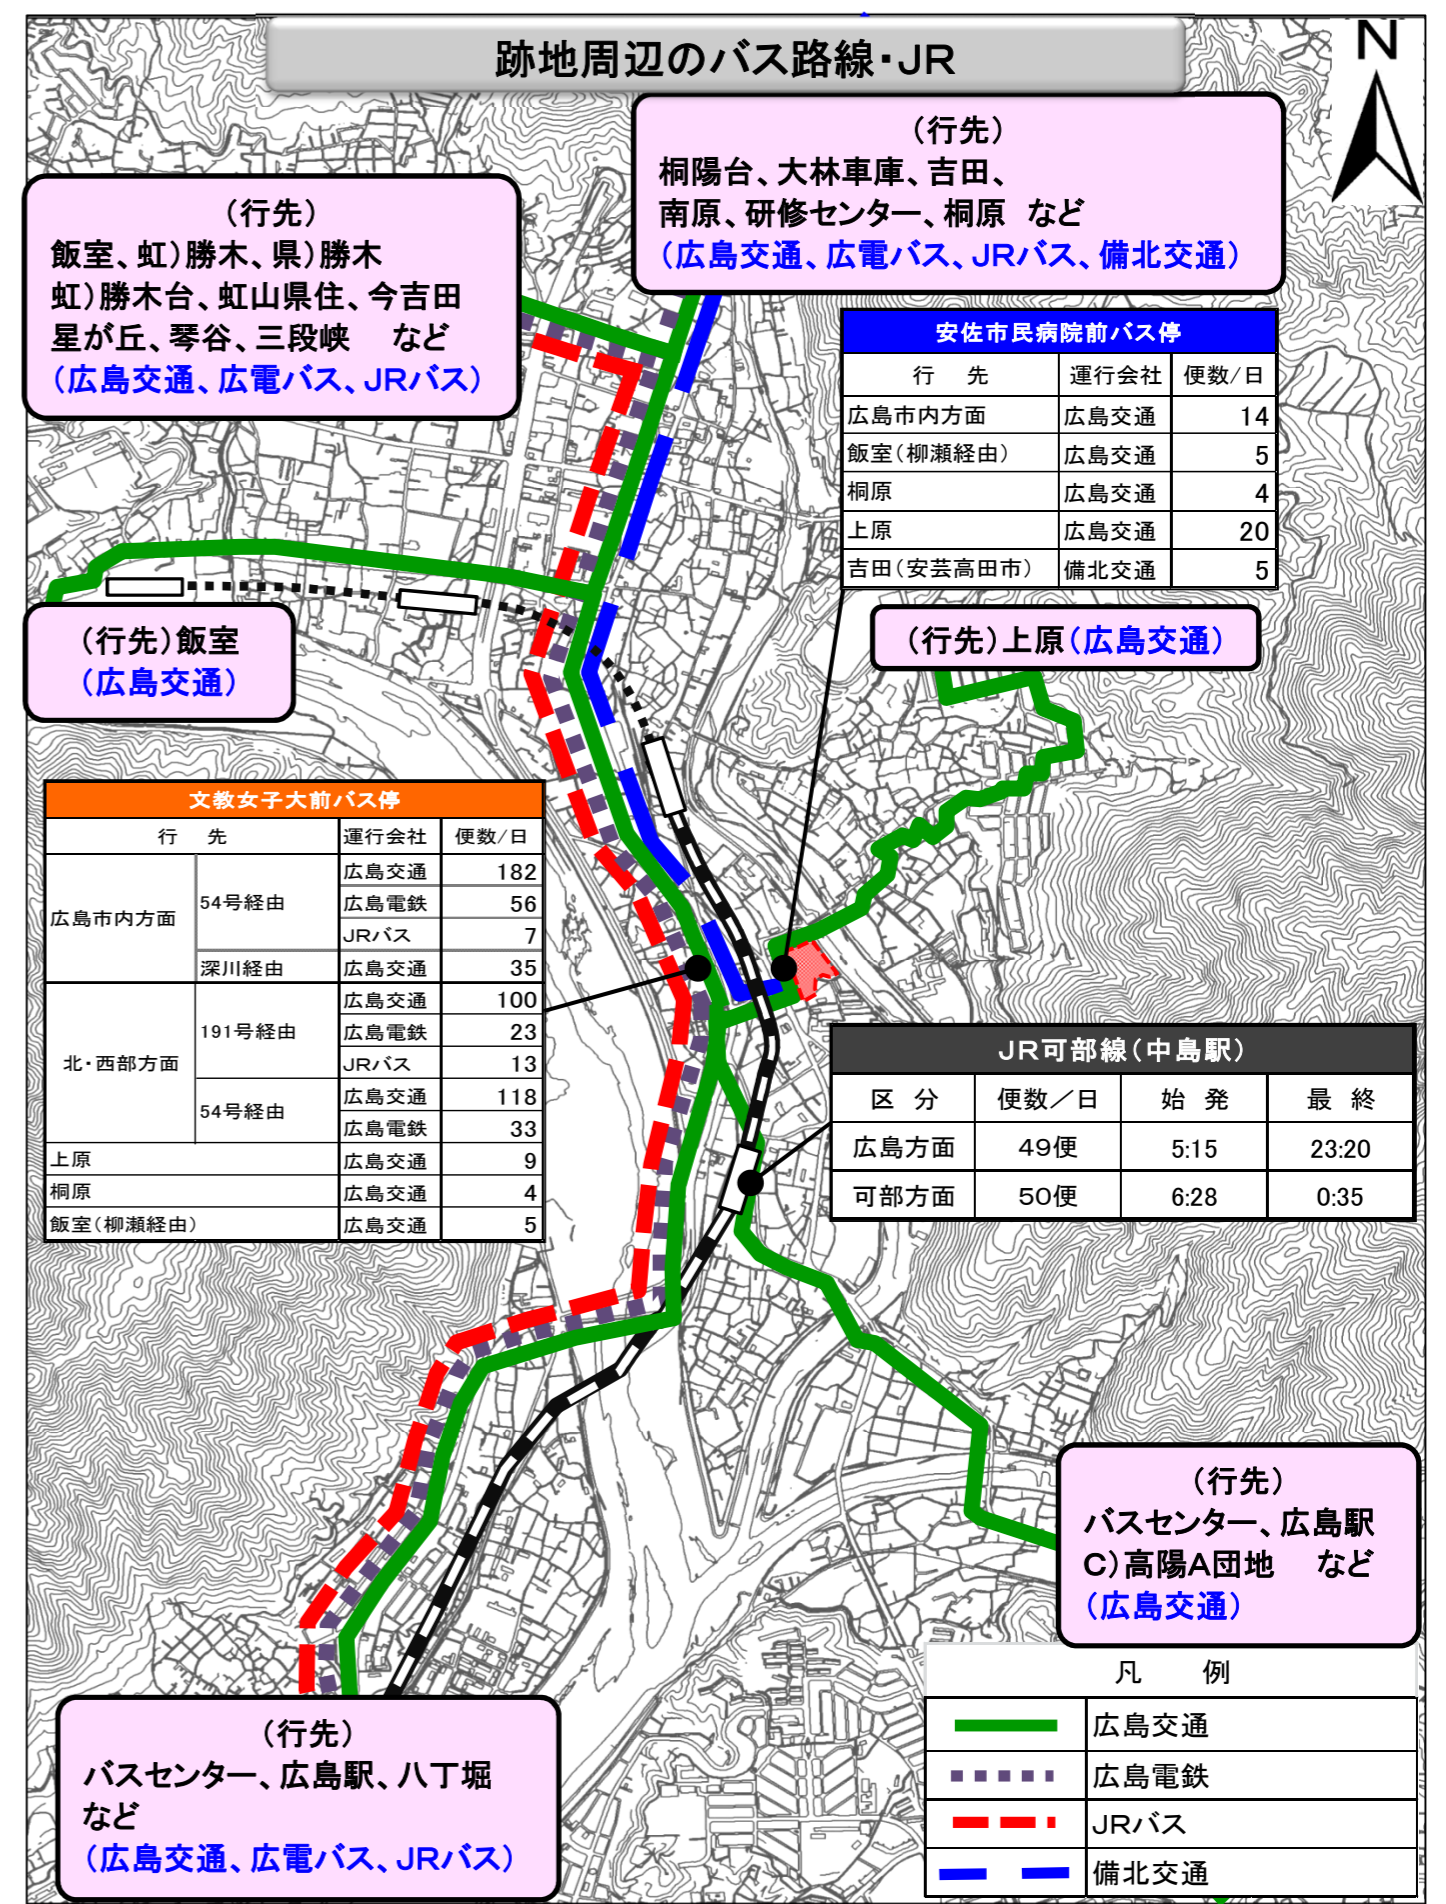 跡地周辺のバス路線・JR
N
(行先)
桐陽台、大林車庫、吉田、
南原、研修センター、桐原 など
(広島交通、広電バス、JRバス、備北交通)
(行先)
飯室、虹)勝木、県)勝木
虹)勝木台、虹山県住、今吉田
星が丘、琴谷、三段峡 など
(広島交通、広電バス、JRバス)
安佐市民病院前バス停
行 先 運行会社 便数/日
広島市内方面 広島交通 14
飯室(柳瀬経由) 広島交通 5
桐原 広島交通 4
上原 広島交通 20
吉田(安芸高田市) 備北交通 5
(行先)飯室
(広島交通)
(行先)上原(広島交通)
文教女子大前バス停
行 先 運行会社 便数/日
広島市内方面 54号経由 広島交通 182
広島電鉄 56
JRバス 7
深川経由 広島交通 35
北・西部方面 191号経由 広島交通 100
広島電鉄 23
JRバス 13
54号経由 広島交通 118
広島電鉄 33
上原 広島交通 9
桐原 広島交通 4
飯室(柳瀬経由) 広島交通 5
JR可部線(中島駅)
区 分 便数/日 始 発 最 終
広島方面 49便 5:15 23:20
可部方面 50便 6:28 0:35
(行先)
バスセンター、広島駅
C)高陽A団地 など
(広島交通)
(行先)
バスセンター、広島駅、八丁堀
など
(広島交通、広電バス、JRバス)
凡 例
広島交通
広島電鉄
JRバス
備北交通